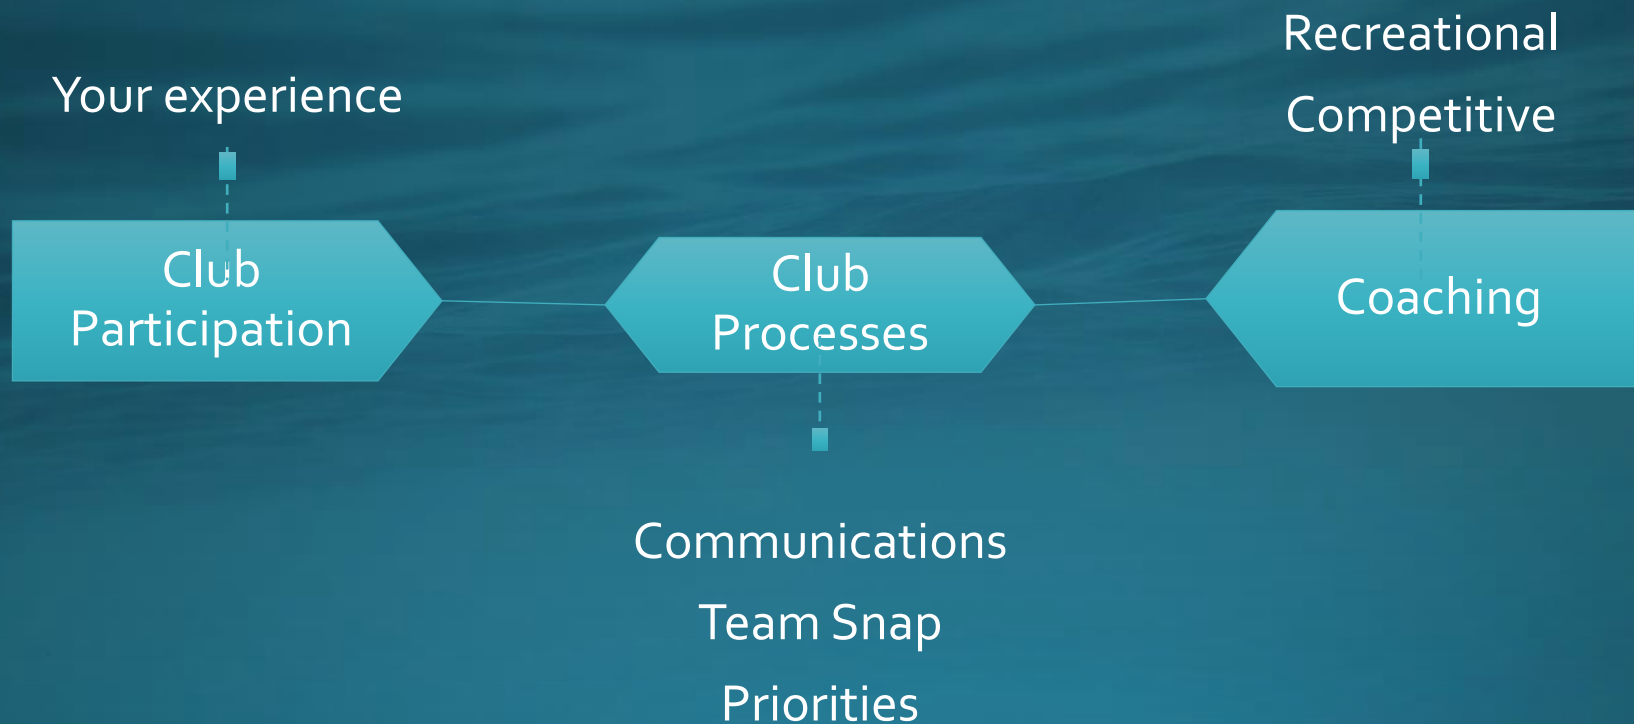 Your experience
Club
Participation
Club
Processes
Communications
Team Snap
Priorities
Recreational
Competitive
Coaching